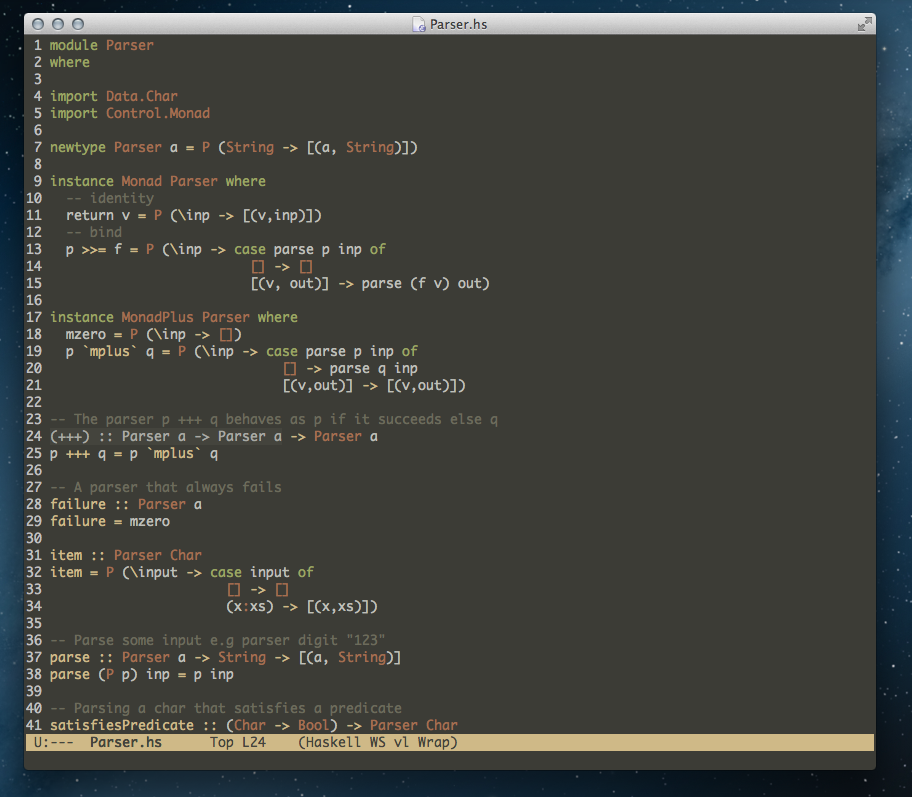 Parser.hs
1 module Parser
2 where
3
4 import Data.Char
5 import Control.Monad
6
7 newtype Parser a = P (String -> [(a, String)])
8
9 instance Monad Parser where
10   -- identity
11   return v = P (\inp -> [(v,inp)])
12   -- bind
13   p >>= f = P (\inp -> case parse p inp of
14                          [] -> []
15                          [(v, out)] -> parse (f v) out)
16
17 instance MonadPlus Parser where
18   mzero = P (\inp -> [])
19   p `mplus` q = P (\inp -> case parse p inp of
20                              [] -> parse q inp
21                              [(v,out)] -> [(v,out)])
22
23 -- The parser p +++ q behaves as p if it succeeds else q
24 (+++) :: Parser a -> Parser a -> Parser a
25 p +++ q = p `mplus` q
26
27 -- A parser that always fails
28 failure :: Parser a
29 failure = mzero
30
31 item :: Parser Char
32 item = P (\input -> case input of
33                       [] -> []
34                       (x:xs) -> [(x,xs)])
35
36 -- Parse some input e.g parser digit "123"
37 parse :: Parser a -> String -> [(a, String)]
38 parse (P p) inp = p inp
39
40 -- Parsing a char that satisfies a predicate
41 satisfiesPredicate :: (Char -> Bool) -> Parser Char
U:---  Parser.hs      Top L24    (Haskell WS vl Wrap)